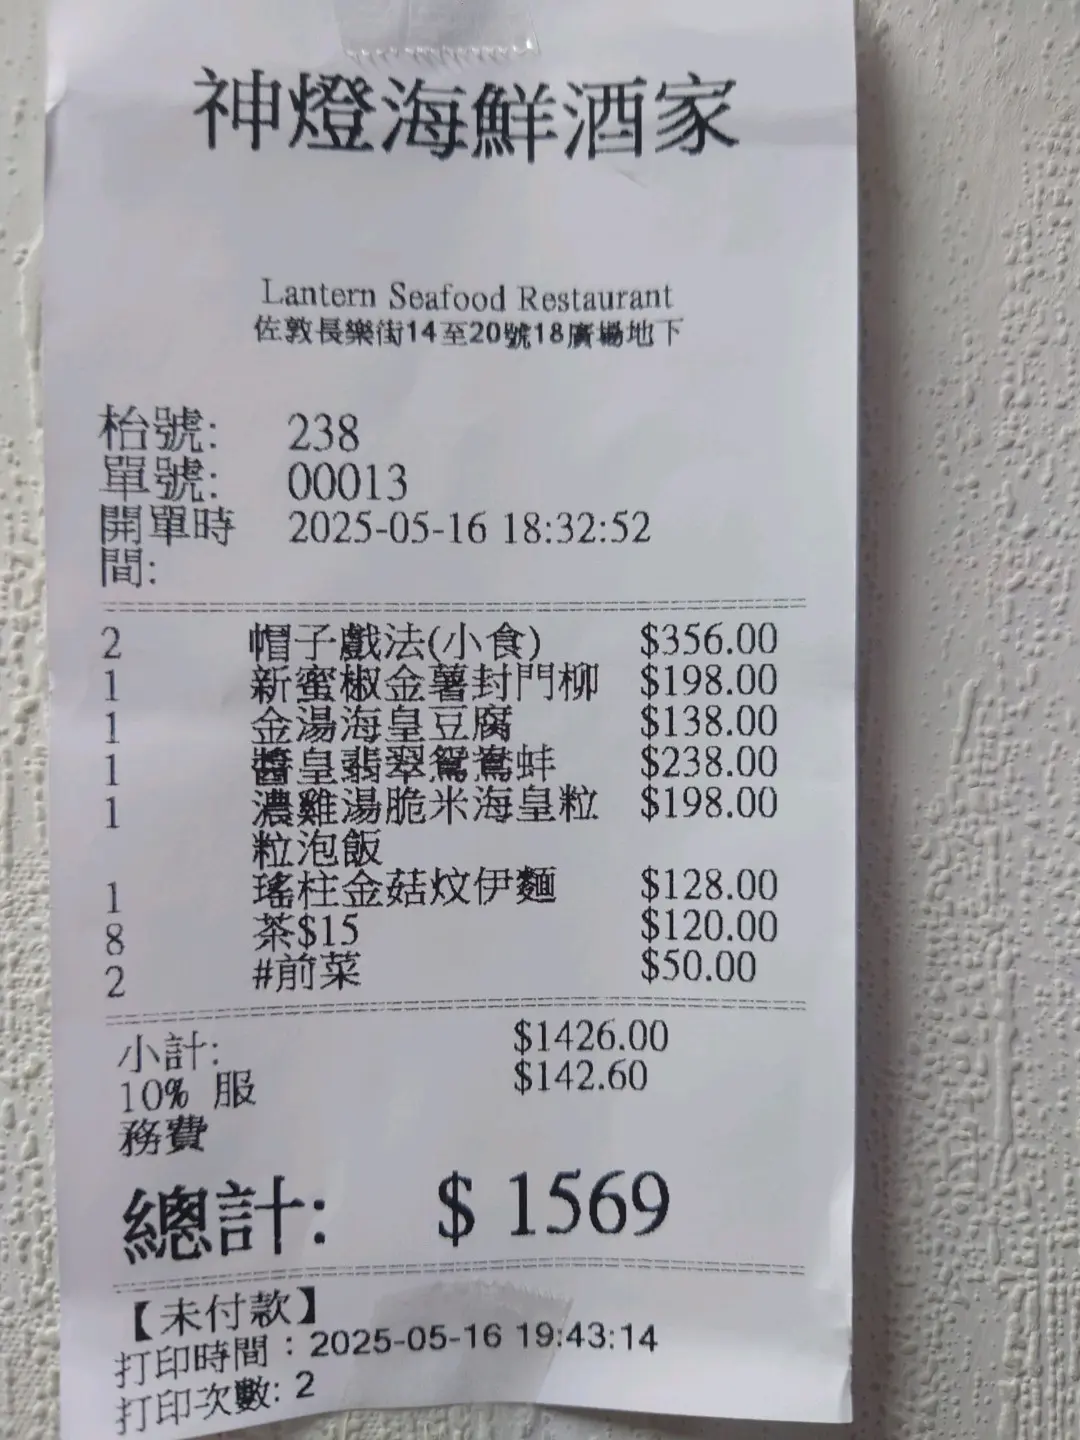 神燈海鮮酒家
Lantern Seafood Restaurant
佐敦長樂街14至20號18廣場地下
枱號: 238
單號: 00013
開單時 2025-05-16 18:32:52
間:
2 帽子戲法(小食) $356.00
1 新蜜椒金薯封門柳 $198.00
1 金湯海皇豆腐 $138.00
1 醬皇翡翠鴛鴦蚌 $238.00
1 濃雞湯脆米海皇粒 $198.00
粒泡飯
1 瑤柱金菇炆伊麵 $128.00
8 茶$15 $120.00
2 #前菜 $50.00
小計: $1426.00
10% 服 $142.60
務費
總計: $ 1569
【未付款】
打印時間：2025-05-16 19:43:14
打印次數: 2